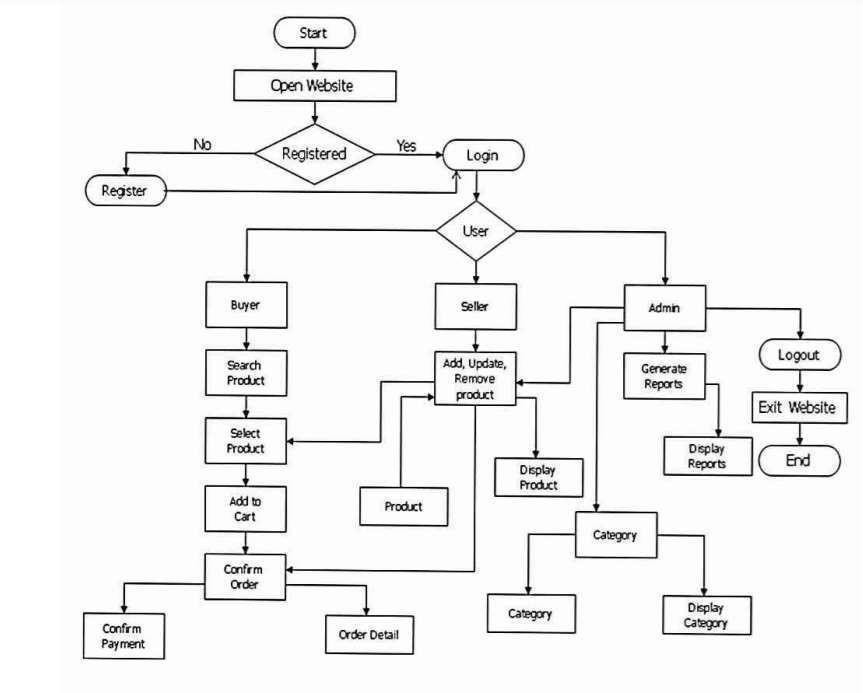 Start
Open Website
No
Registered
Yes
Login
Register
User
Buyer
Seller
Admin
Search
Product
Add, Update,
Remove
product
Generate
Reports
Logout
Exit Website
Select
Product
Display
Product
Display
Reports
End
Add to
Cart
Product
Category
Confirm
Order
Confirm
Payment
Order Detail
Category
Display
Category